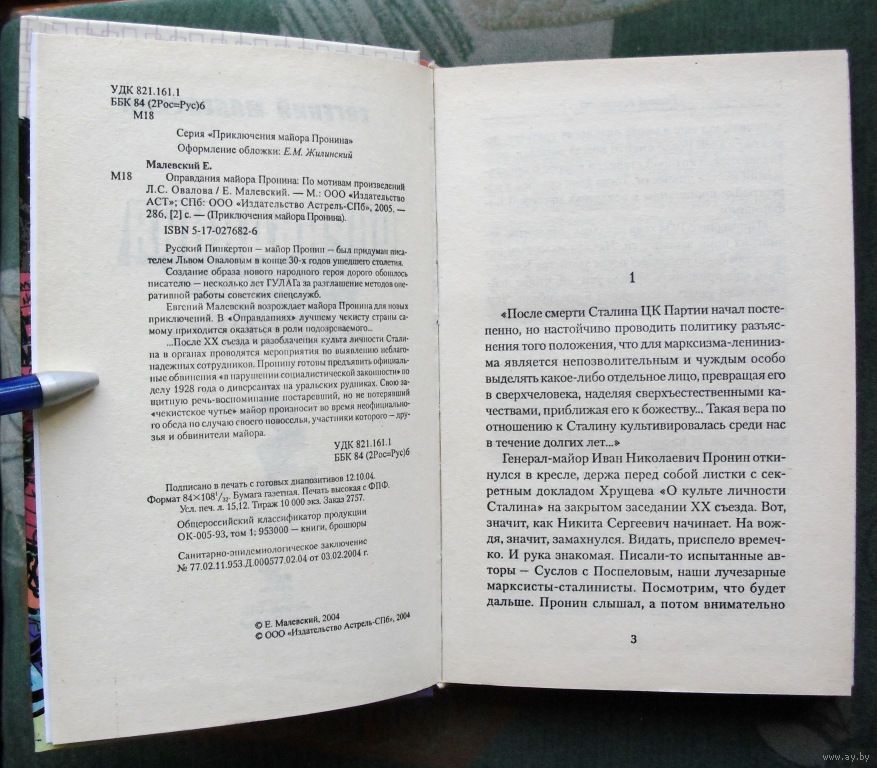 УДК 821.161.1
ББК 84 (2Рос=Рус)6
М18
Серия «Приключения майора Пронина»
Оформление обложки: Е.М. Жилинский
Малевский Е.
М18
Оправдания майора Пронина: По мотивам произведений
Л.С. Овалова / Е. Малевский. — М.: ООО «Издательство
АСТ»; СПб: ООО «Издательство Астрель-СПб», 2005. —
286, [2] с. — (Приключения майора Пронина).
ISBN 5-17-027682-6
Русский Пинкертон — майор Пронин — был придуман писа-
телем Львом Оваловым в конце 30-х годов ушедшего столетия.
Создание образа нового народного героя дорого обошлось
писателю — несколько лет ГУЛАГа за разглашение методов опе-
ративной работы советских спецслужб.
Евгений Малевский возрождает майора Пронина для новых
приключений. В «Оправданиях» лучшему чекисту страны са-
мому приходится оказаться в роли подозреваемого...
...После XX съезда и разоблачения культа личности Стали-
на в органах проводятся мероприятия по выявлению неблаго-
надежных сотрудников. Пронину готовы предъявить официаль-
ные обвинения «в нарушении социалистической законности» по
делу 1928 года о диверсантах на уральских рудниках. Свою за-
щитную речь-воспоминание постаревший, но не потерявший
«чекистское чутье» майор произносит во время неофициально-
го обеда по случаю своего новоселья, участники которого — дру-
зья и обвинители майора.
УДК 821.161.1
ББК 84 (2Рос=Рус)6
Подписано в печать с готовых диапозитивов 12.10.04.
Формат 84×108¹/₃₂. Бумага газетная. Печать высокая с ФПФ.
Усл. печ. л. 15,12. Тираж 10 000 экз. Заказ 2757.
Общероссийский классификатор продукции
ОК-005-93, том 1; 953000 — книги, брошюры
Санитарно-эпидемиологическое заключение
№ 77.02.11.953.Д.000577.02.04 от 03.02.2004 г.
© Е. Малевский, 2004
© ООО «Издательство Астрель-СПб», 2004
1
«После смерти Сталина ЦК Партии начал посте-
пенно, но настойчиво проводить политику разъяс-
нения того положения, что для марксизма-лениниз-
ма является непозволительным и чуждым особо
выделять какое-либо отдельное лицо, превращая его
в сверхчеловека, наделяя сверхъестественными ка-
чествами, приближая его к божеству... Такая вера по
отношению к Сталину культивировалась среди нас
в течение долгих лет...»
Генерал-майор Иван Николаевич Пронин отки-
нулся в кресле, держа перед собой листки с сек-
ретным докладом Хрущева «О культе личности
Сталина» на закрытом заседании XX съезда. Вот,
значит, как Никита Сергеевич начинает. На вож-
дя, значит, замахнулся. Видать, приспело времеч-
ко. И рука знакомая. Писали-то испытанные ав-
торы — Суслов с Поспеловым, наши лучезарные
марксисты-сталинисты. Посмотрим, что будет
дальше. Пронин слышал, а потом внимательно
3
www.ay.by